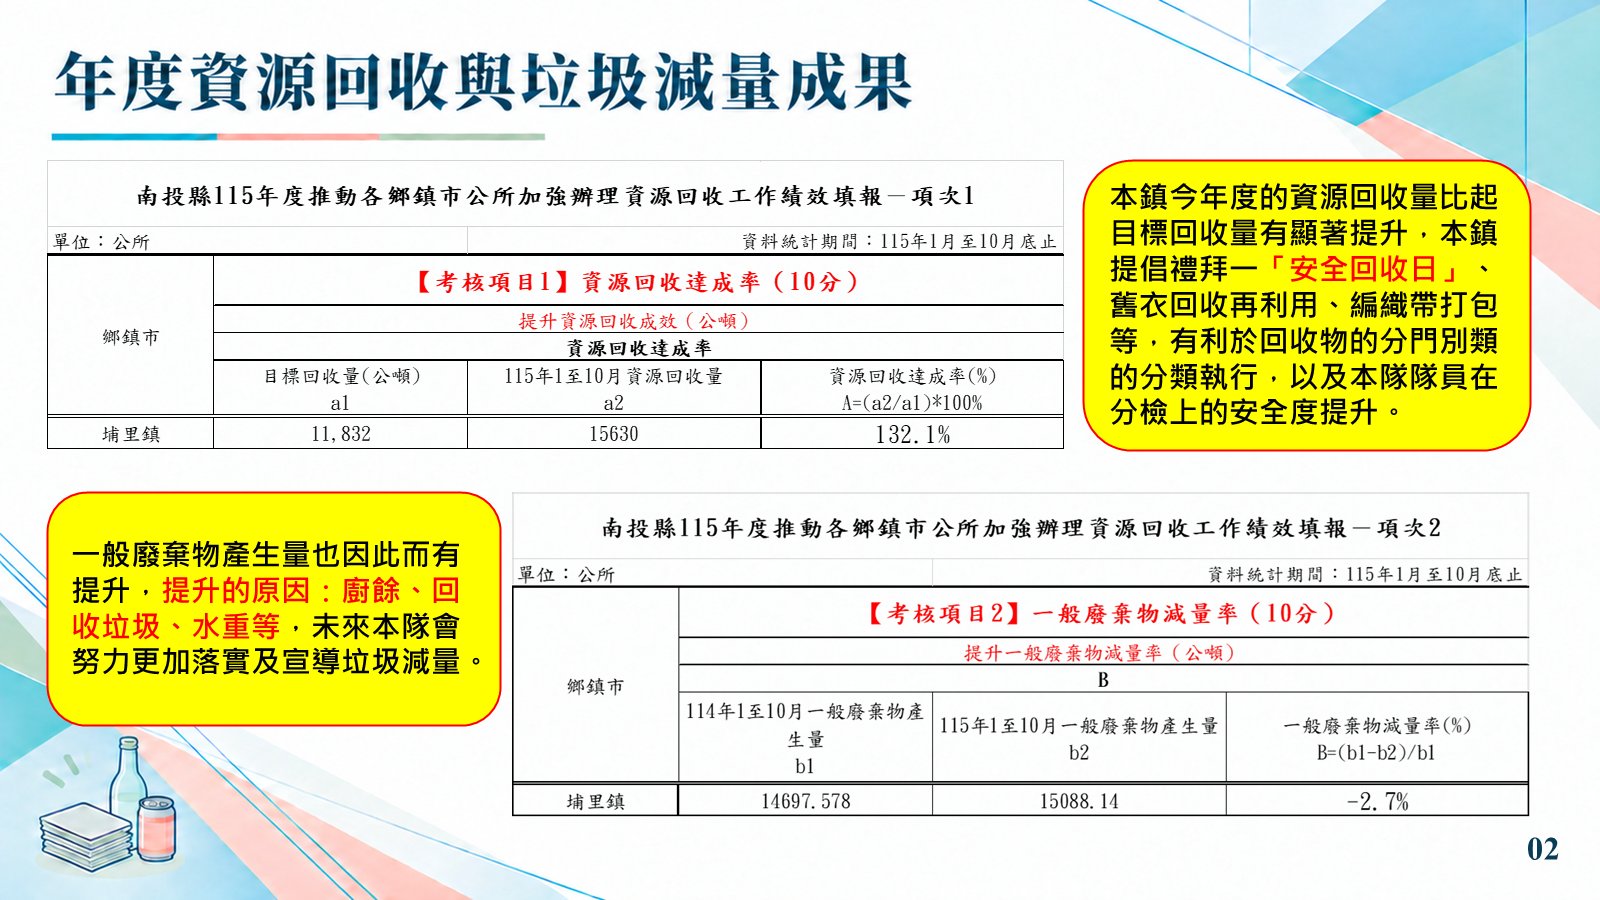 年度資源回收與垃圾減量成果
南投縣115年度推動各鄉鎮市公所加強辦理資源回收工作績效填報－項次1
單位：公所
資料統計期間：115年1月至10月底止
鄉鎮市
【考核項目1】資源回收達成率（10分）
提升資源回收成效（公噸）
資源回收達成率
目標回收量(公噸)
a1
115年1至10月資源回收量
a2
資源回收達成率(%)
A=(a2/a1)*100%
埔里鎮
11,832
15630
132.1%
本鎮今年度的資源回收量比起
目標回收量有顯著提升，本鎮
提倡禮拜一「安全回收日」、
舊衣回收再利用、編織帶打包
等，有利於回收物的分門別類
的分類執行，以及本隊隊員在
分檢上的安全度提升。
一般廢棄物產生量也因此而有
提升，提升的原因：廚餘、回
收垃圾、水重等，未來本隊會
努力更加落實及宣導垃圾減量。
南投縣115年度推動各鄉鎮市公所加強辦理資源回收工作績效填報－項次2
單位：公所
資料統計期間：115年1月至10月底止
鄉鎮市
【考核項目2】一般廢棄物減量率（10分）
提升一般廢棄物減量率（公噸）
B
114年1至10月一般廢棄物產
生量
b1
115年1至10月一般廢棄物產生量
b2
一般廢棄物減量率(%)
B=(b1-b2)/b1
埔里鎮
14697.578
15088.14
-2.7%
02